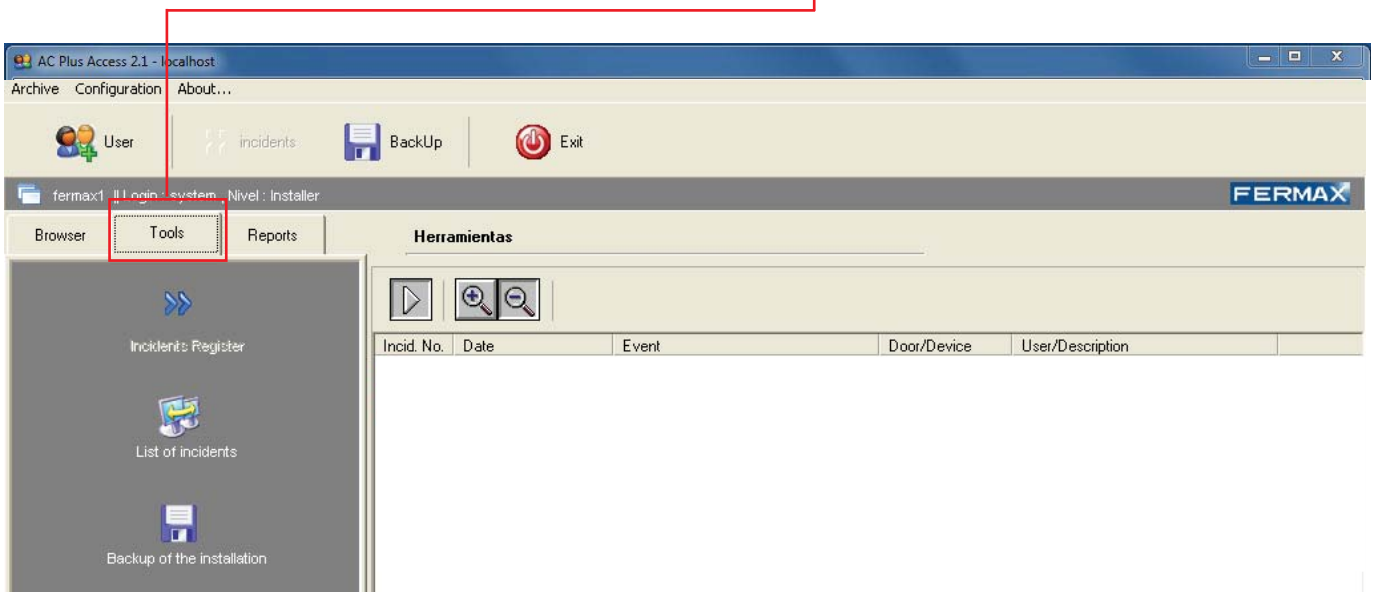 AC Plus Access 2.1 - localhost
Archive Configuration About...
User incidents BackUp Exit
fermax1 || Login : system , Nivel : Installer FERMAX
Browser Tools Reports Herramientas
Incidents Register
Incid. No. Date Event Door/Device User/Description
List of incidents
Backup of the installation